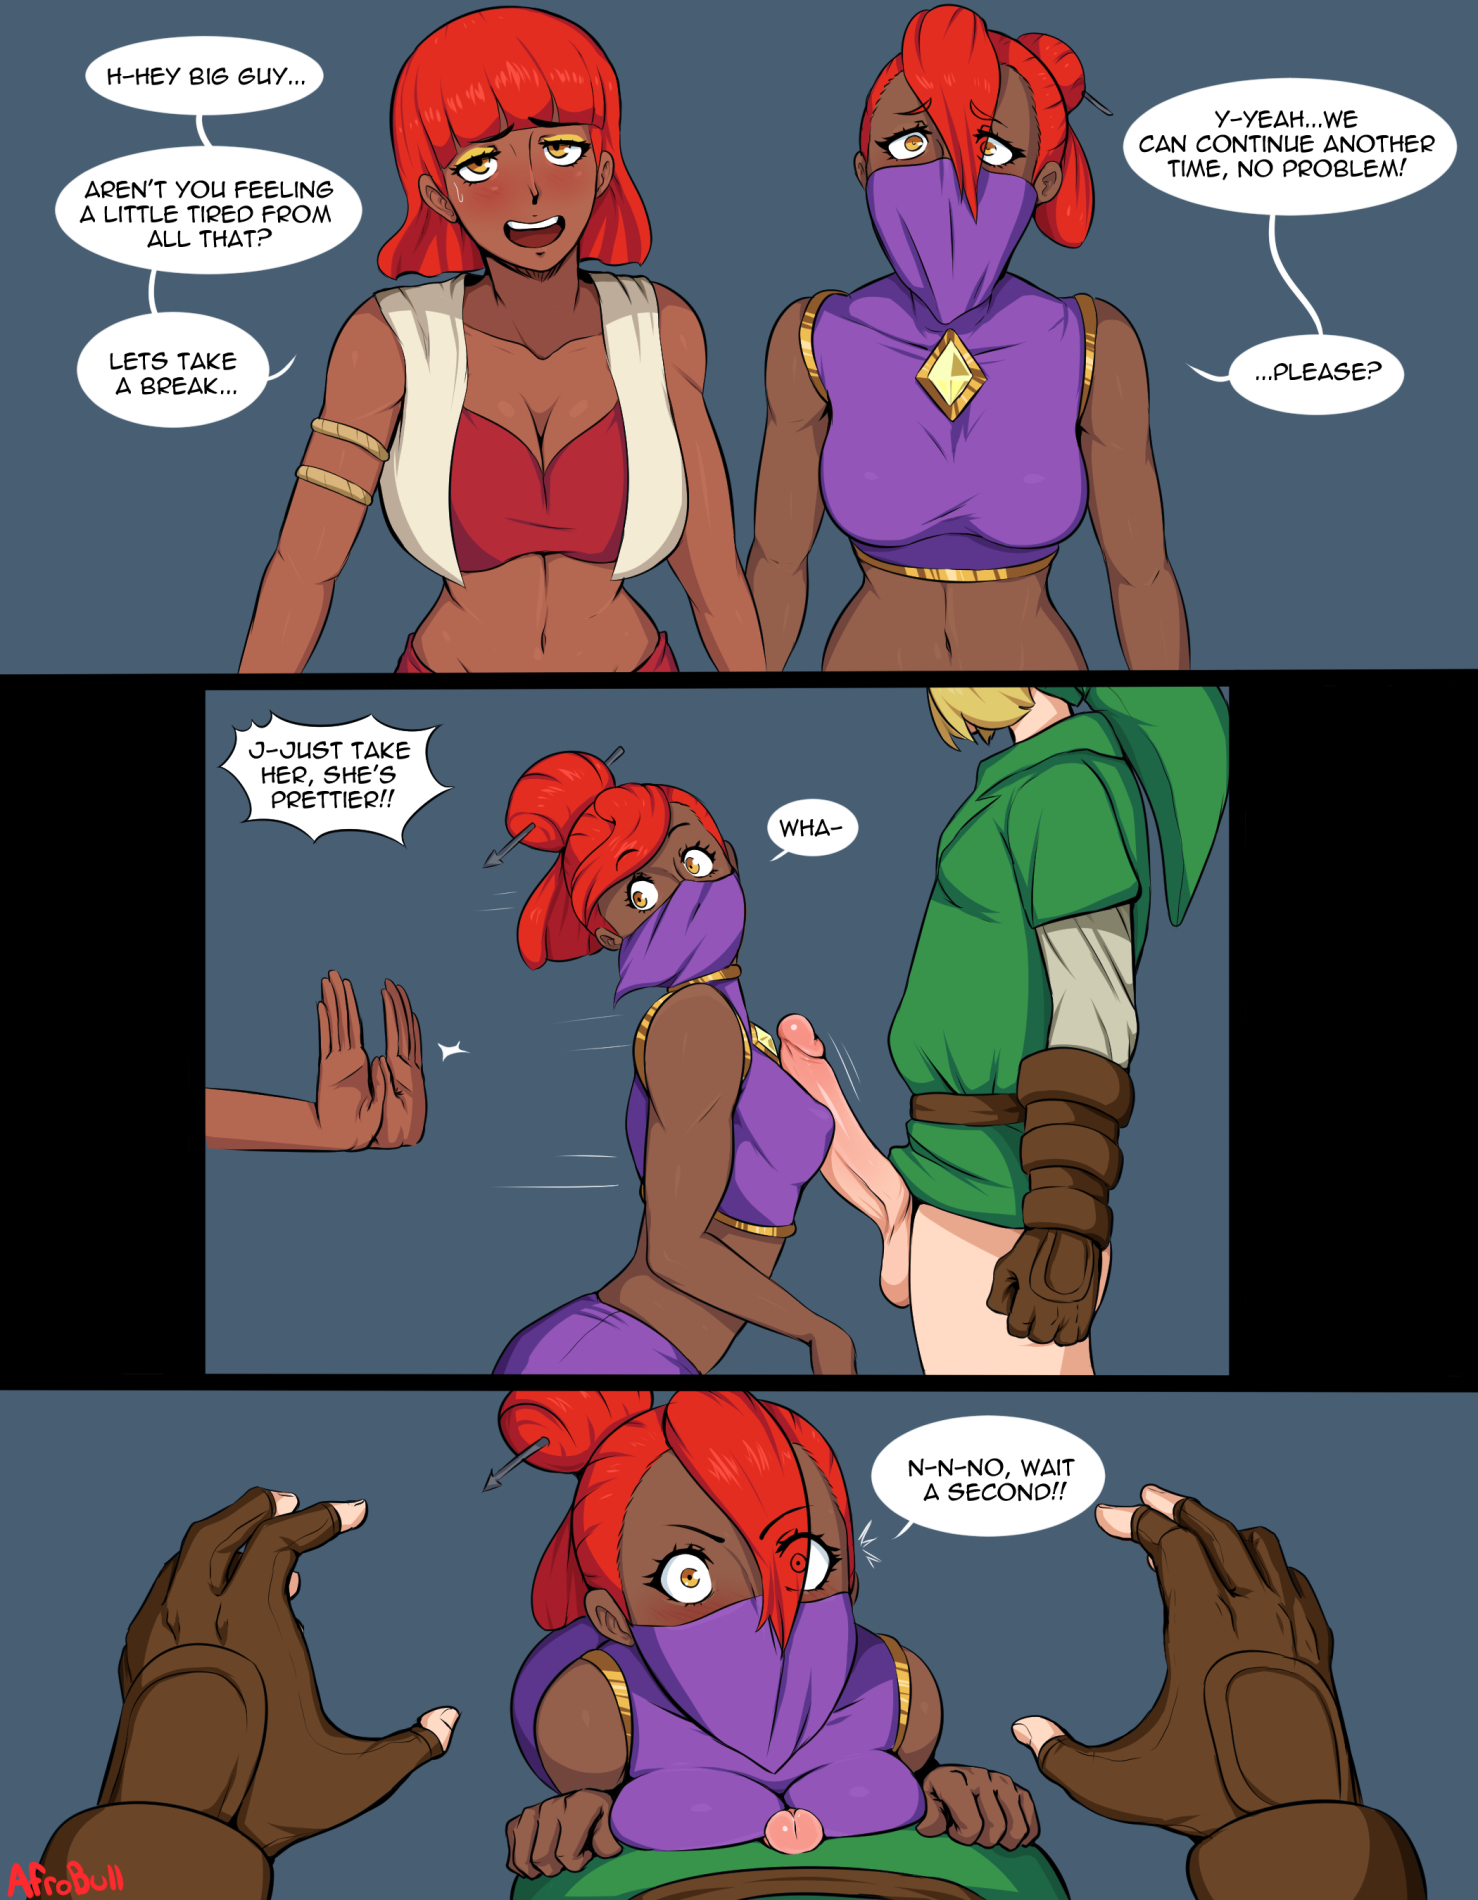 H-HEY BIG GUY...
AREN'T YOU FEELING
A LITTLE TIRED FROM
ALL THAT?
LETS TAKE
A BREAK...
Y-YEAH...WE
CAN CONTINUE ANOTHER
TIME, NO PROBLEM!
...PLEASE?
J-JUST TAKE
HER, SHE'S
PRETTIER!!
WHA-
N-N-NO, WAIT
A SECOND!!
AfroBull